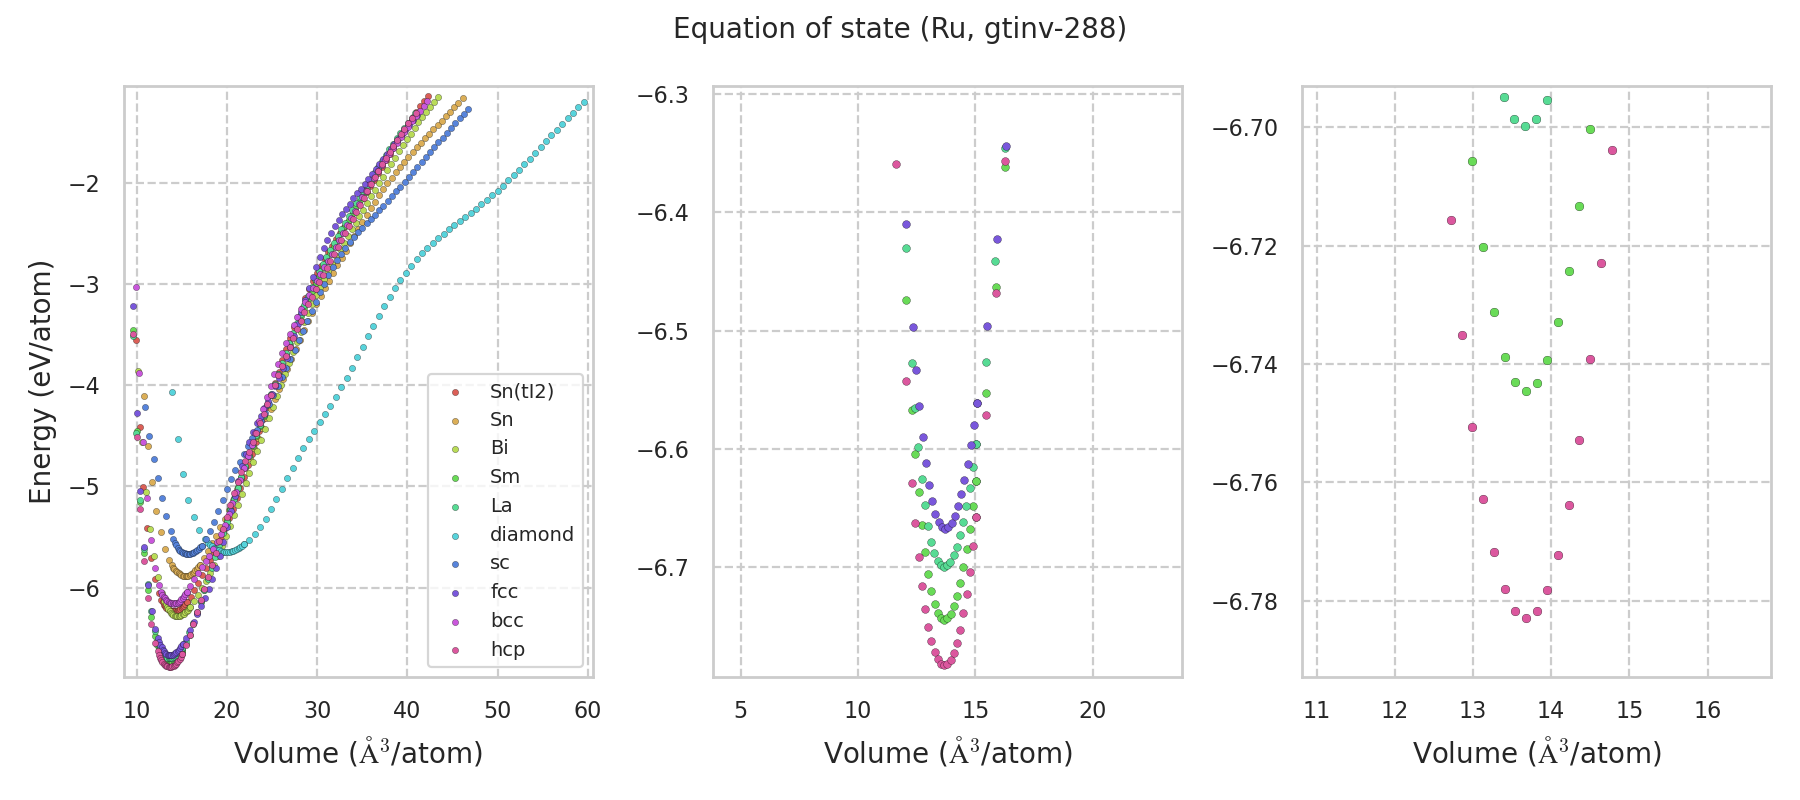 Equation of state (Ru, gtinv-288)
Energy (eV/atom)
−2
−3
−4
−5
−6
10 20 30 40 50 60
Volume (Å³/atom)
Sn(tI2)
Sn
Bi
Sm
La
diamond
sc
fcc
bcc
hcp
−6.3
−6.4
−6.5
−6.6
−6.7
5 10 15 20
Volume (Å³/atom)
−6.70
−6.72
−6.74
−6.76
−6.78
11 12 13 14 15 16
Volume (Å³/atom)